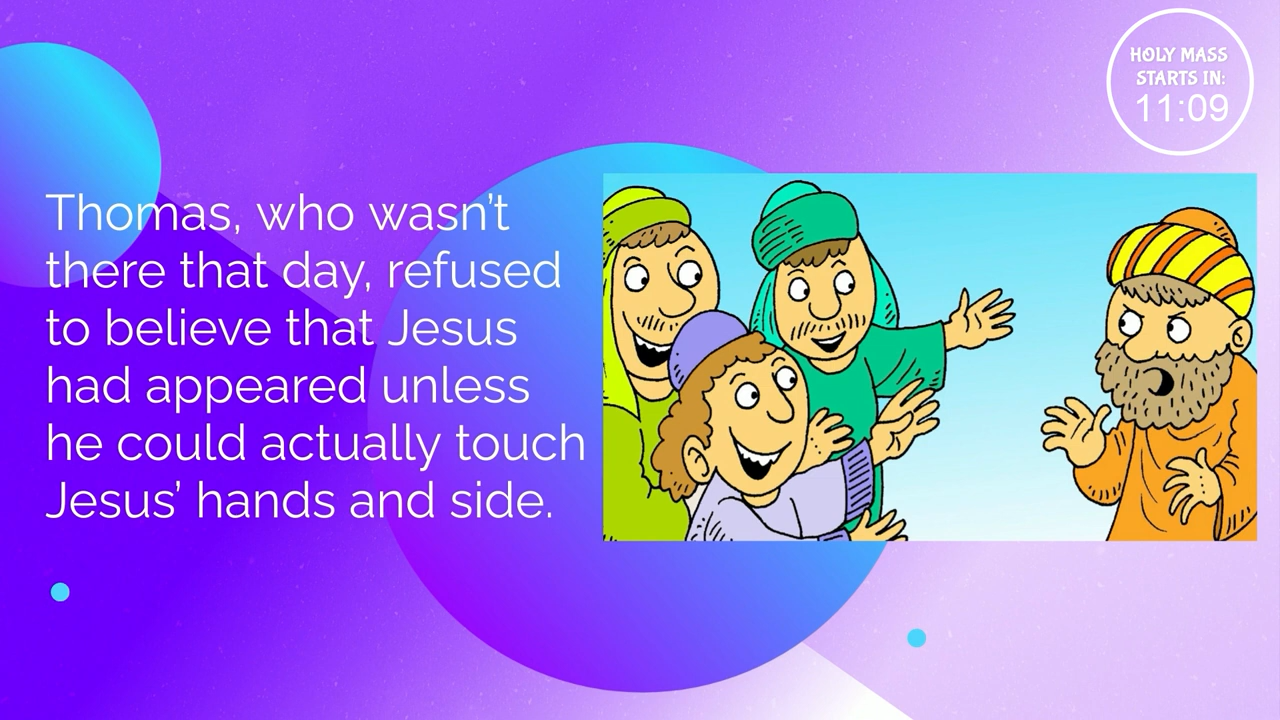 HOLY MASS
STARTS IN:
11:09
Thomas, who wasn’t
there that day, refused
to believe that Jesus
had appeared unless
he could actually touch
Jesus’ hands and side.